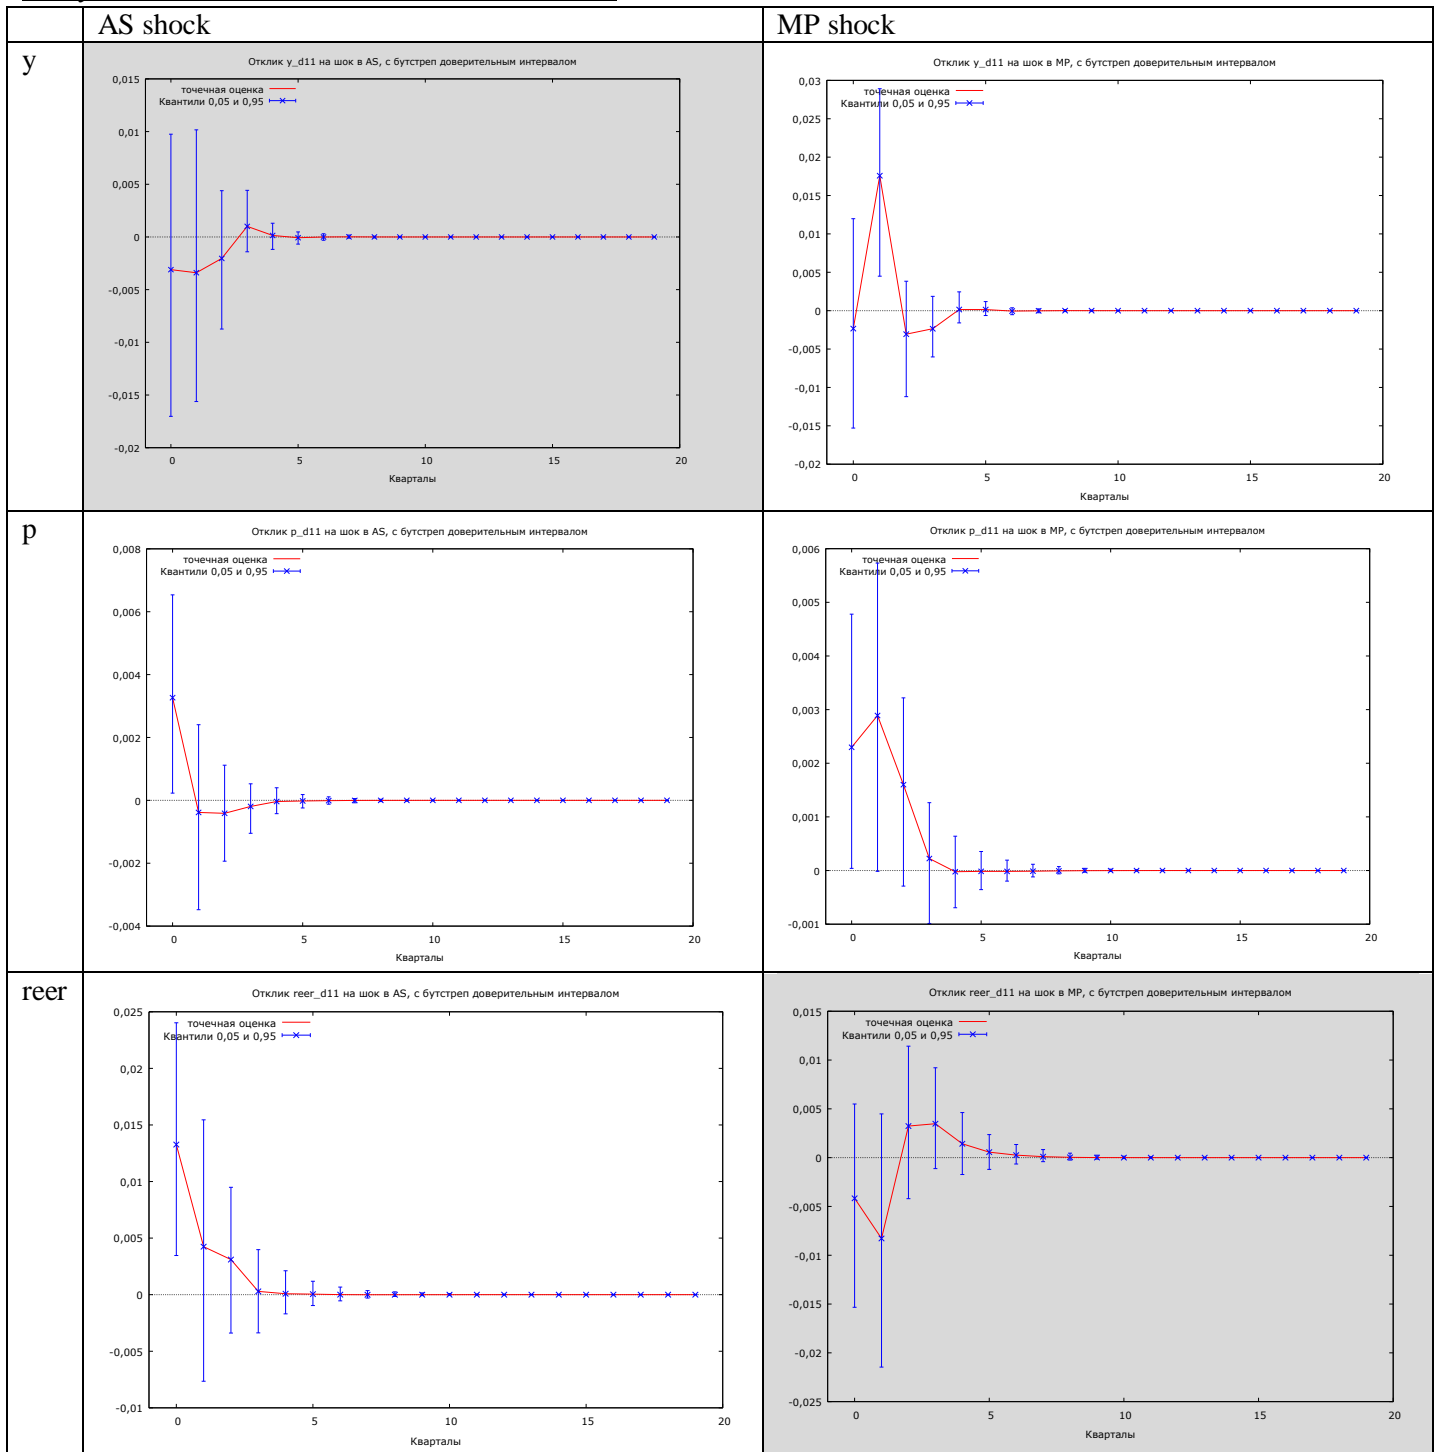 AS shock
MP shock
y
Отклик y_d11 на шок в AS, с бутстреп доверительным интервалом
точечная оценка
Квантили 0,05 и 0,95
0,015
0,01
0,005
0
-0,005
-0,01
-0,015
-0,02
0 5 10 15 20
Кварталы
Отклик y_d11 на шок в MP, с бутстреп доверительным интервалом
точечная оценка
Квантили 0,05 и 0,95
0,03
0,025
0,02
0,015
0,01
0,005
0
-0,005
-0,01
-0,015
-0,02
0 5 10 15 20
Кварталы
p
Отклик p_d11 на шок в AS, с бутстреп доверительным интервалом
точечная оценка
Квантили 0,05 и 0,95
0,008
0,006
0,004
0,002
0
-0,002
-0,004
0 5 10 15 20
Кварталы
Отклик p_d11 на шок в MP, с бутстреп доверительным интервалом
точечная оценка
Квантили 0,05 и 0,95
0,006
0,005
0,004
0,003
0,002
0,001
0
-0,001
0 5 10 15 20
Кварталы
reer
Отклик reer_d11 на шок в AS, с бутстреп доверительным интервалом
точечная оценка
Квантили 0,05 и 0,95
0,025
0,02
0,015
0,01
0,005
0
-0,005
-0,01
0 5 10 15 20
Кварталы
Отклик reer_d11 на шок в MP, с бутстреп доверительным интервалом
точечная оценка
Квантили 0,05 и 0,95
0,015
0,01
0,005
0
-0,005
-0,01
-0,015
-0,02
-0,025
0 5 10 15 20
Кварталы